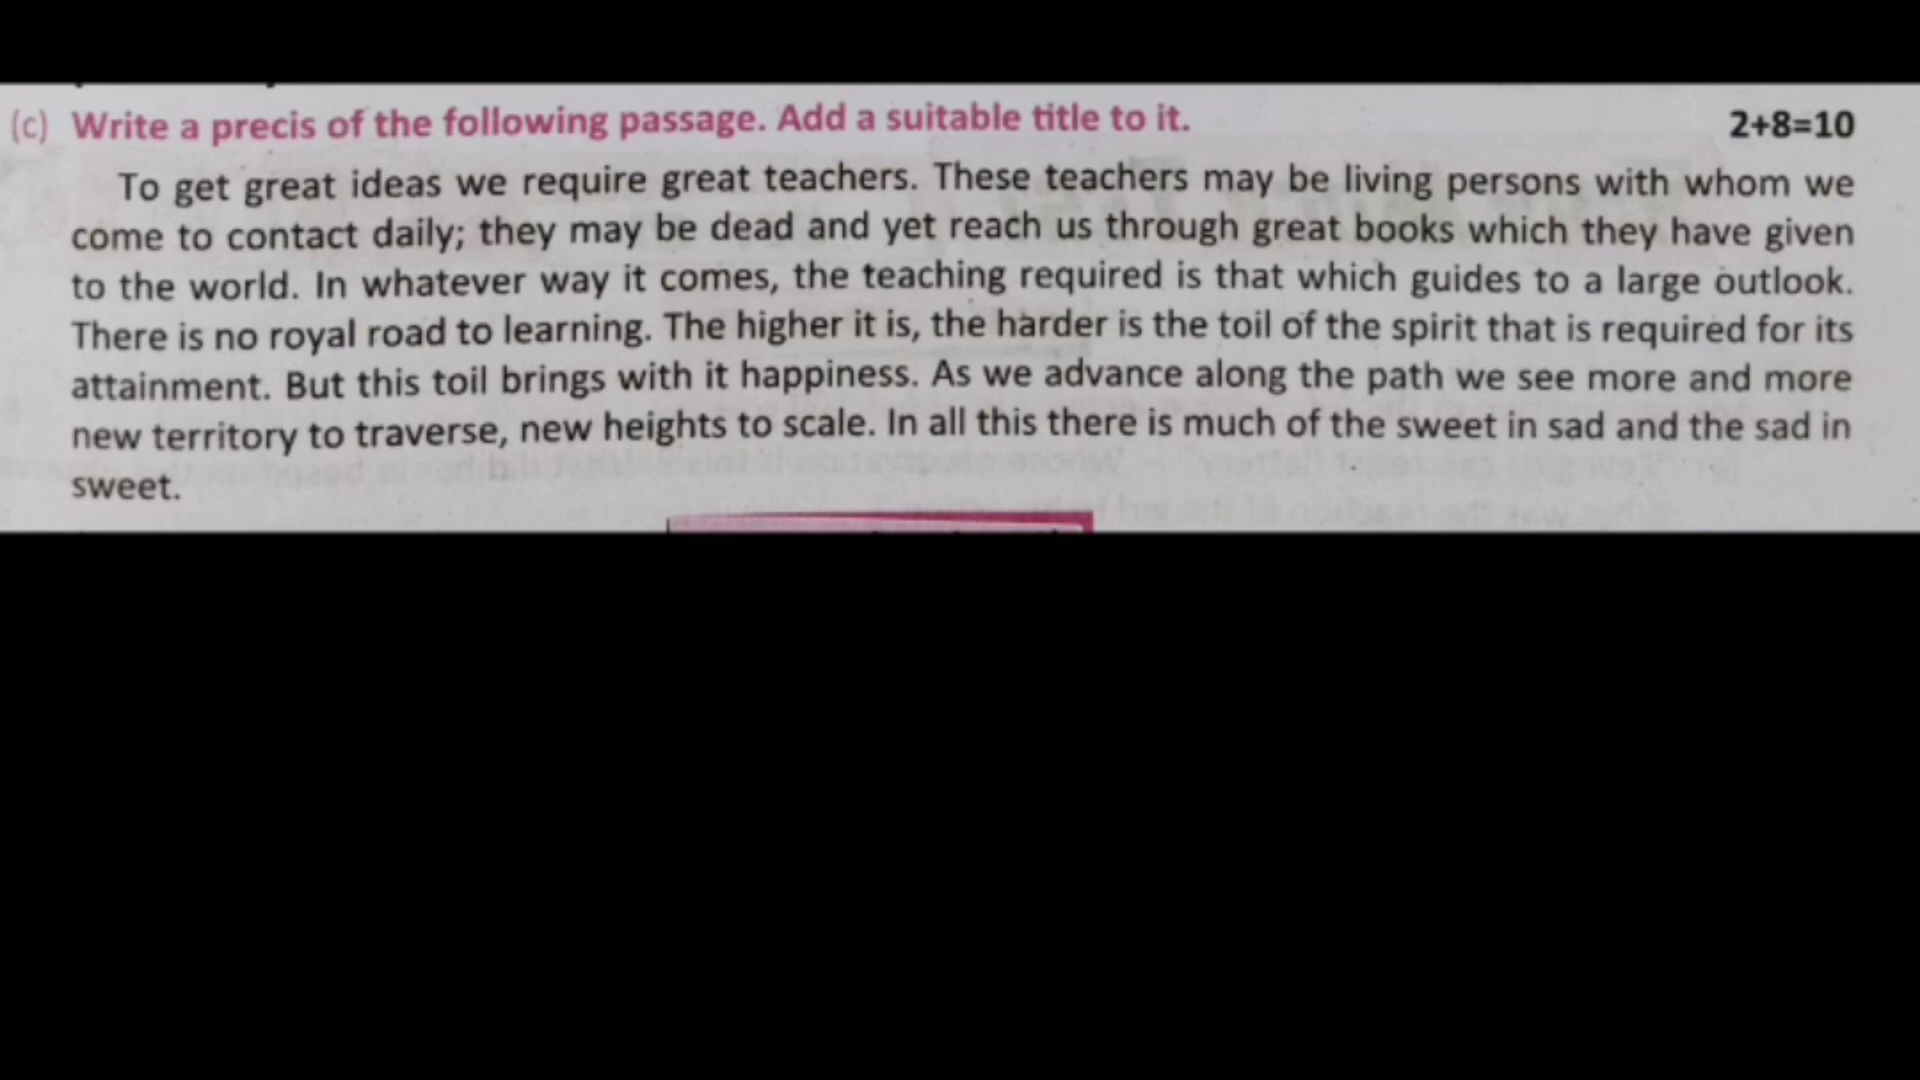 (c) Write a precis of the following passage. Add a suitable title to it. 2+8=10
To get great ideas we require great teachers. These teachers may be living persons with whom we
come to contact daily; they may be dead and yet reach us through great books which they have given
to the world. In whatever way it comes, the teaching required is that which guides to a large outlook.
There is no royal road to learning. The higher it is, the harder is the toil of the spirit that is required for its
attainment. But this toil brings with it happiness. As we advance along the path we see more and more
new territory to traverse, new heights to scale. In all this there is much of the sweet in sad and the sad in
sweet.